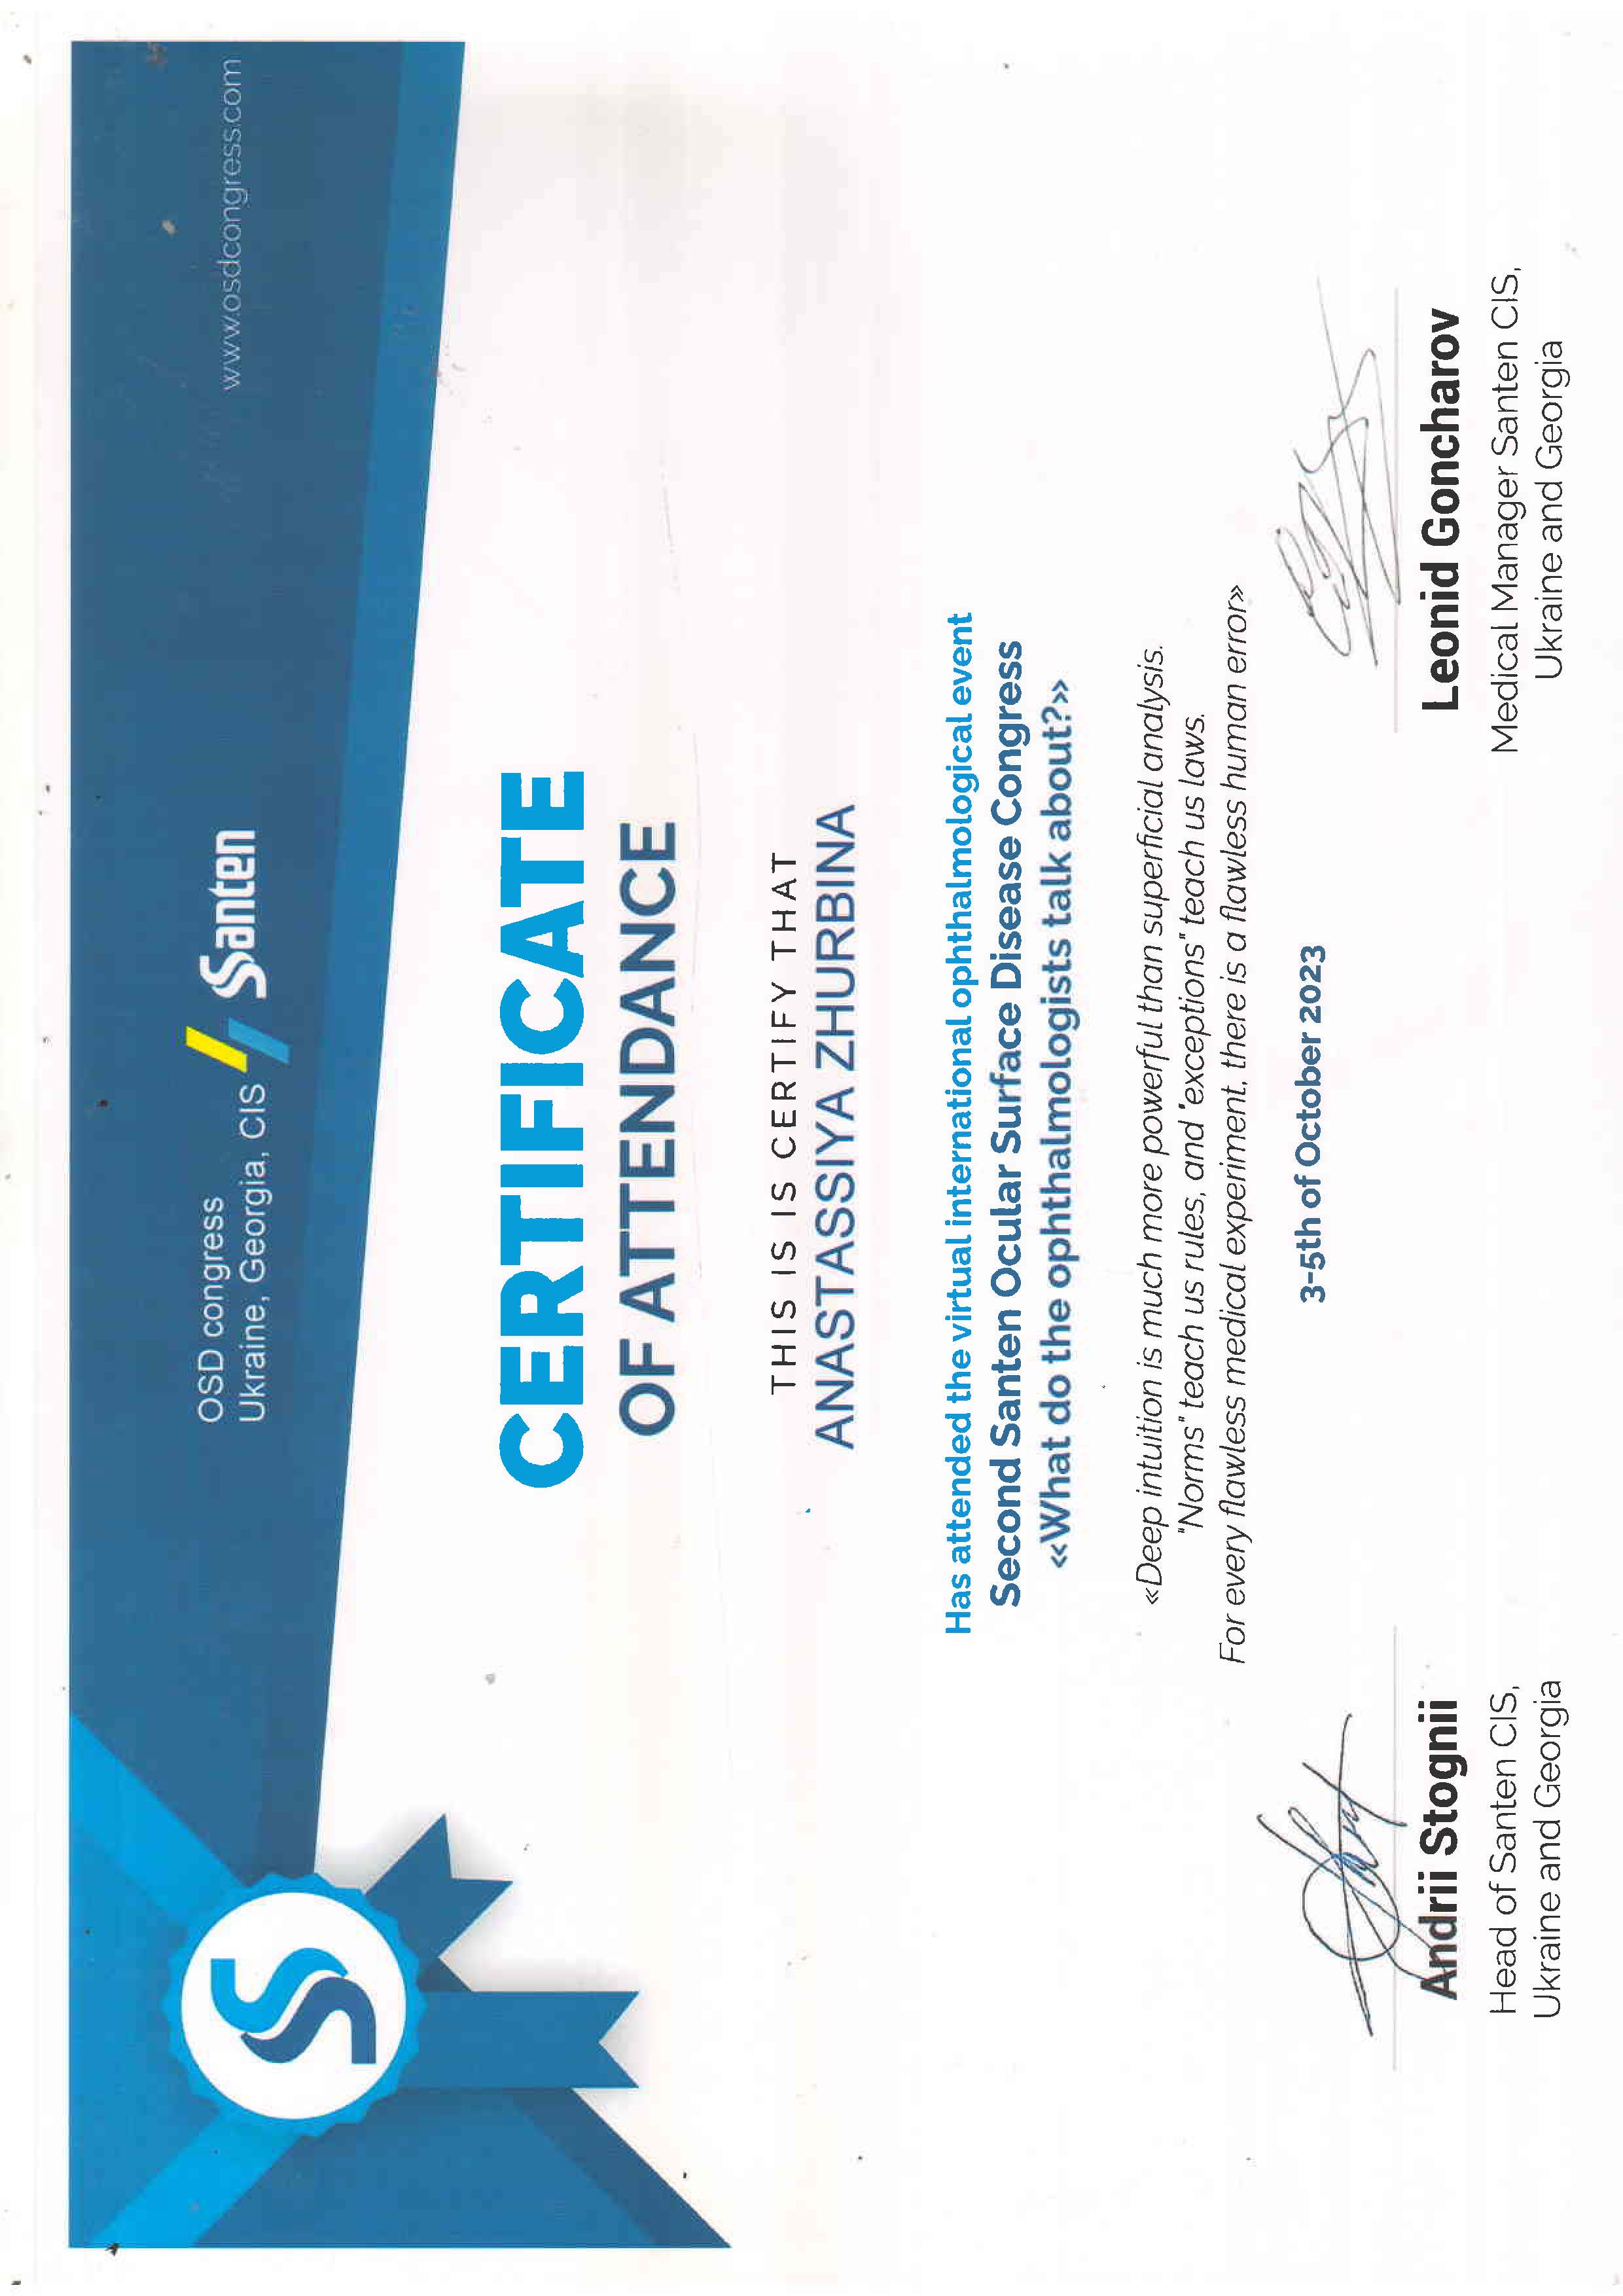 OSD congress
Ukraine, Georgia, CIS
Santen
www.osdcongress.com
CERTIFICATE
OF ATTENDANCE
THIS IS IS CERTIFY THAT
ANASTASSIYA ZHURBINA
Has attended the virtual international ophthalmological event
Second Santen Ocular Surface Disease Congress
«What do the ophthalmologists talk about?»
«Deep intuition is much more powerful than superficial analysis.
"Norms" teach us rules, and "exceptions" teach us laws.
For every flawless medical experiment, there is a flawless human error»
3-5th of October 2023
Andrii Stognii
Head of Santen CIS,
Ukraine and Georgia
Leonid Goncharov
Medical Manager Santen CIS,
Ukraine and Georgia